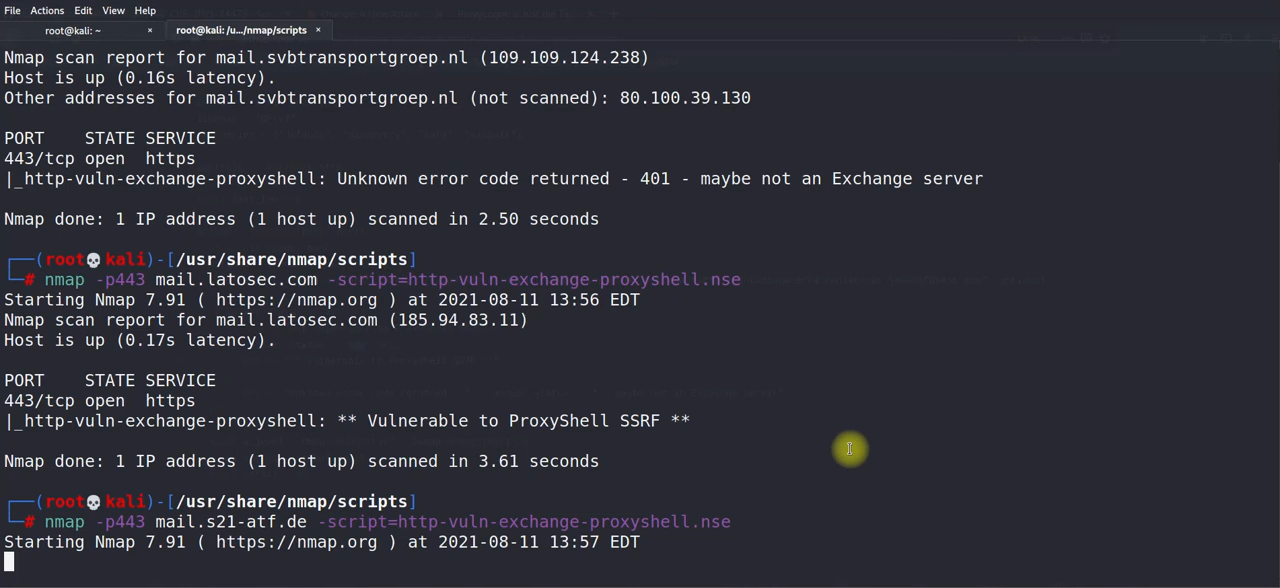 File Actions Edit View Help
root@kali: ~ × root@kali: /u.../nmap/scripts ×
Nmap scan report for mail.svbtransportgroep.nl (109.109.124.238)
Host is up (0.16s latency).
Other addresses for mail.svbtransportgroep.nl (not scanned): 80.100.39.130
PORT    STATE SERVICE
443/tcp open  https
|_http-vuln-exchange-proxyshell: Unknown error code returned - 401 - maybe not an Exchange server
Nmap done: 1 IP address (1 host up) scanned in 2.50 seconds
┌──(root💀kali)-[/usr/share/nmap/scripts]
└─# nmap -p443 mail.latosec.com -script=http-vuln-exchange-proxyshell.nse
Starting Nmap 7.91 ( https://nmap.org ) at 2021-08-11 13:56 EDT
Nmap scan report for mail.latosec.com (185.94.83.11)
Host is up (0.17s latency).
PORT    STATE SERVICE
443/tcp open  https
|_http-vuln-exchange-proxyshell: ** Vulnerable to ProxyShell SSRF **
Nmap done: 1 IP address (1 host up) scanned in 3.61 seconds
┌──(root💀kali)-[/usr/share/nmap/scripts]
└─# nmap -p443 mail.s21-atf.de -script=http-vuln-exchange-proxyshell.nse
Starting Nmap 7.91 ( https://nmap.org ) at 2021-08-11 13:57 EDT